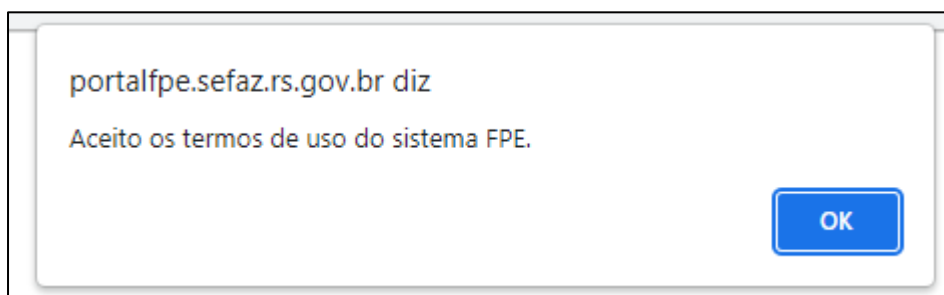 portalfpe.sefaz.rs.gov.br diz
Aceito os termos de uso do sistema FPE.
OK